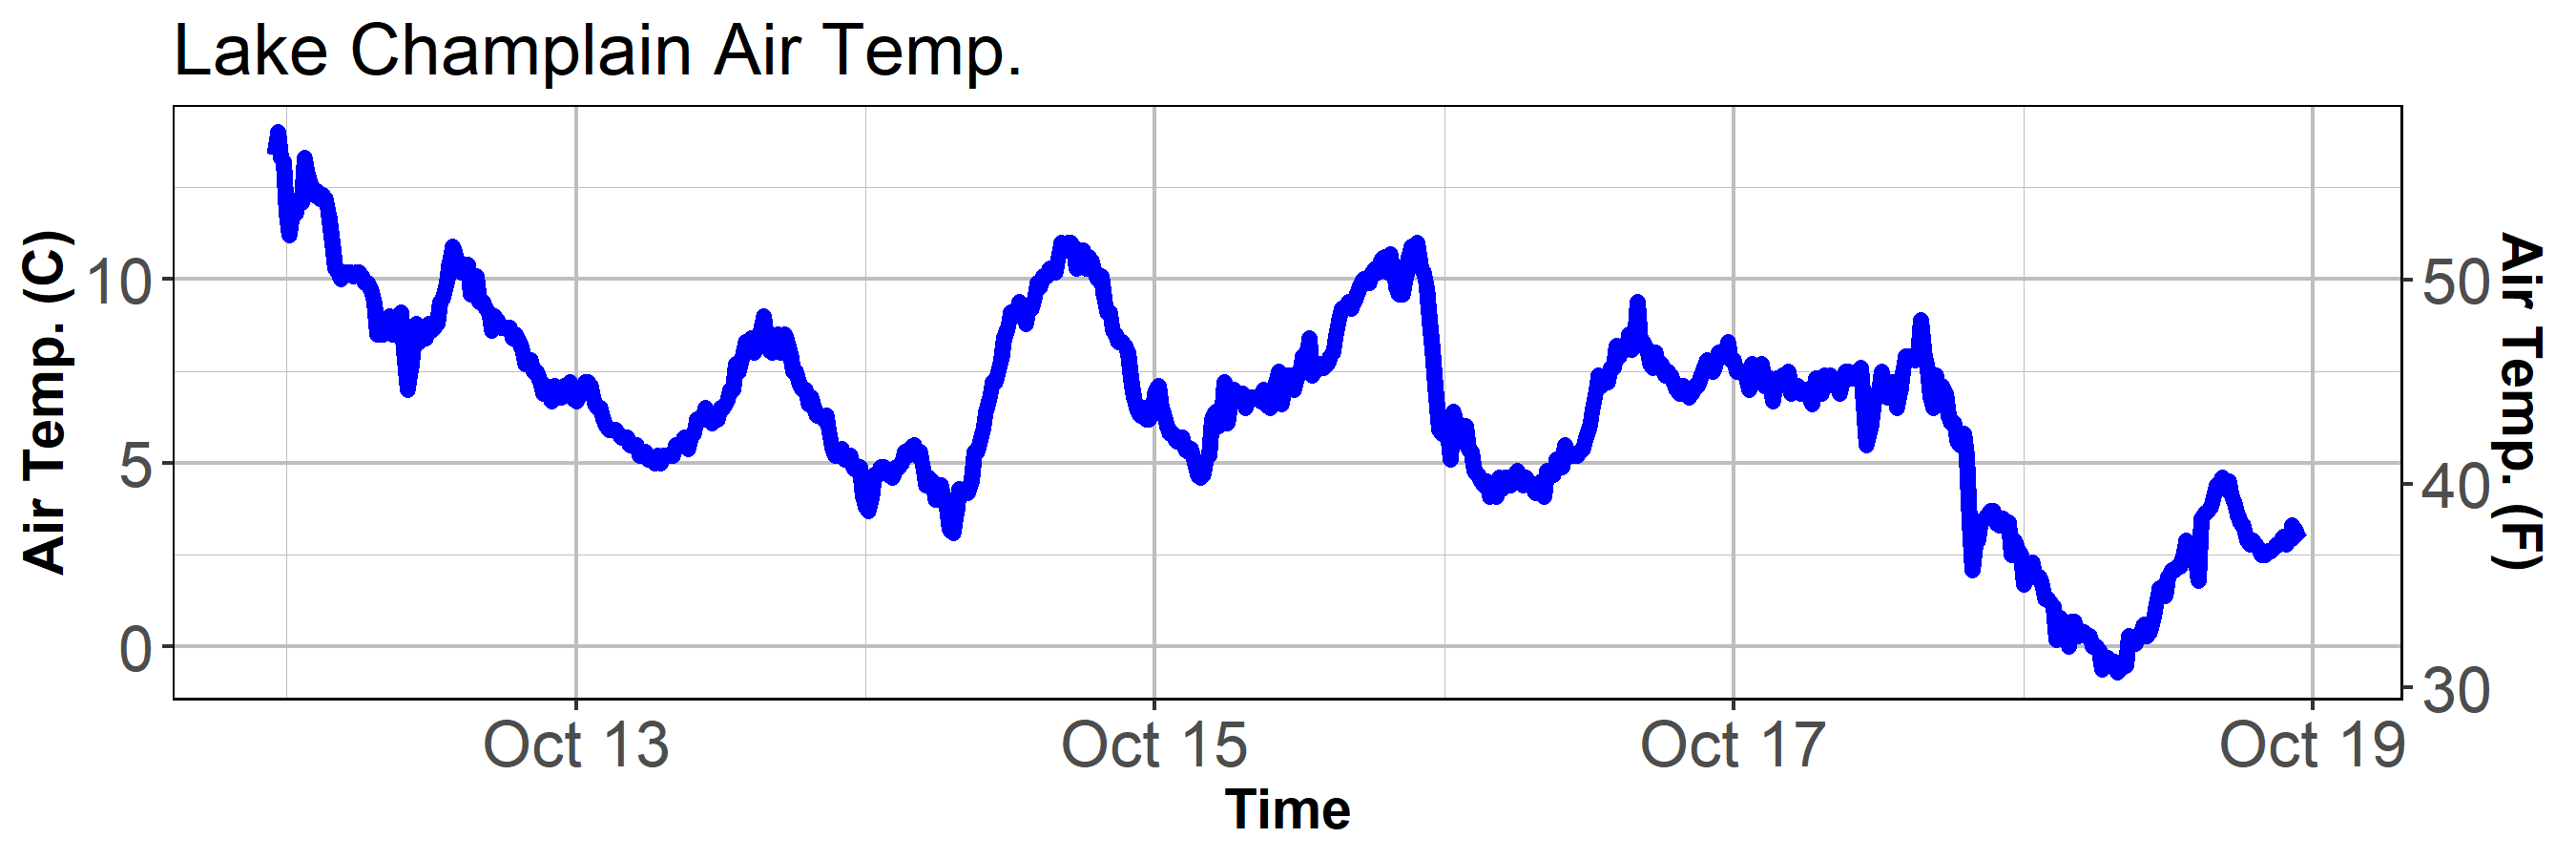 Lake Champlain Air Temp.
Air Temp. (C)
10
5
0
50
40
30
Air Temp. (F)
Oct 13
Oct 15
Oct 17
Oct 19
Time